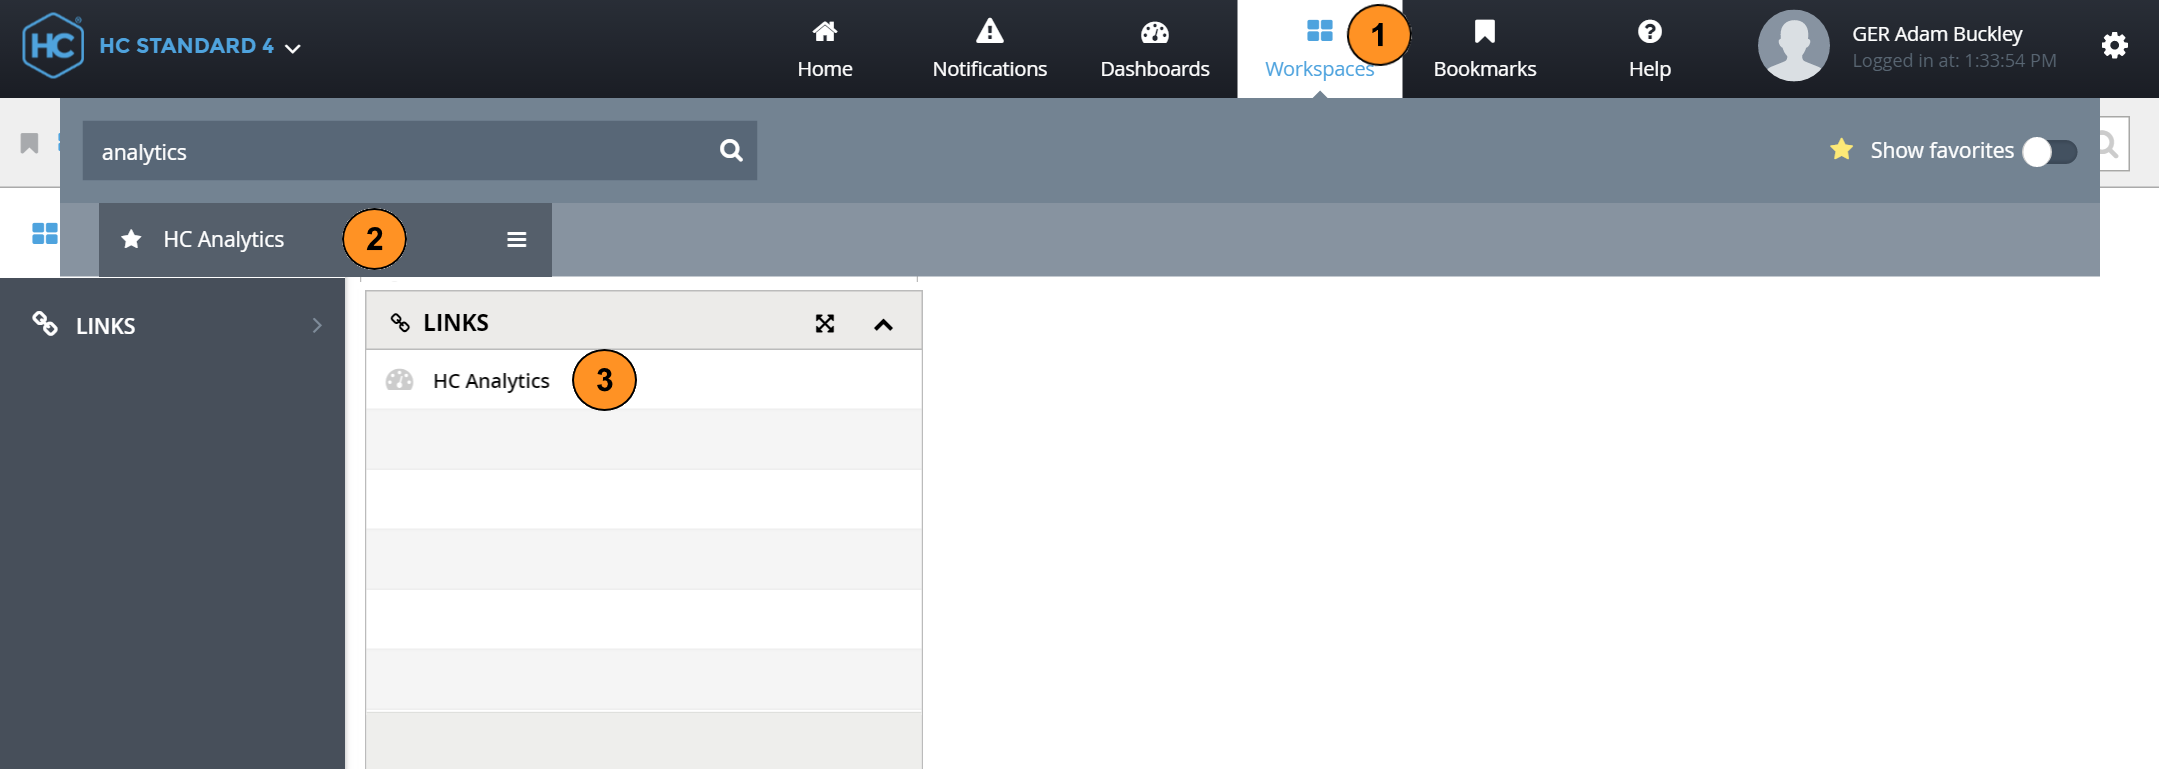 HC® HC STANDARD 4
Home
Notifications
Dashboards
Workspaces
1
Bookmarks
Help
GER Adam Buckley
Logged in at: 1:33:54 PM
analytics
Show favorites
HC Analytics
2
LINKS
LINKS
HC Analytics
3